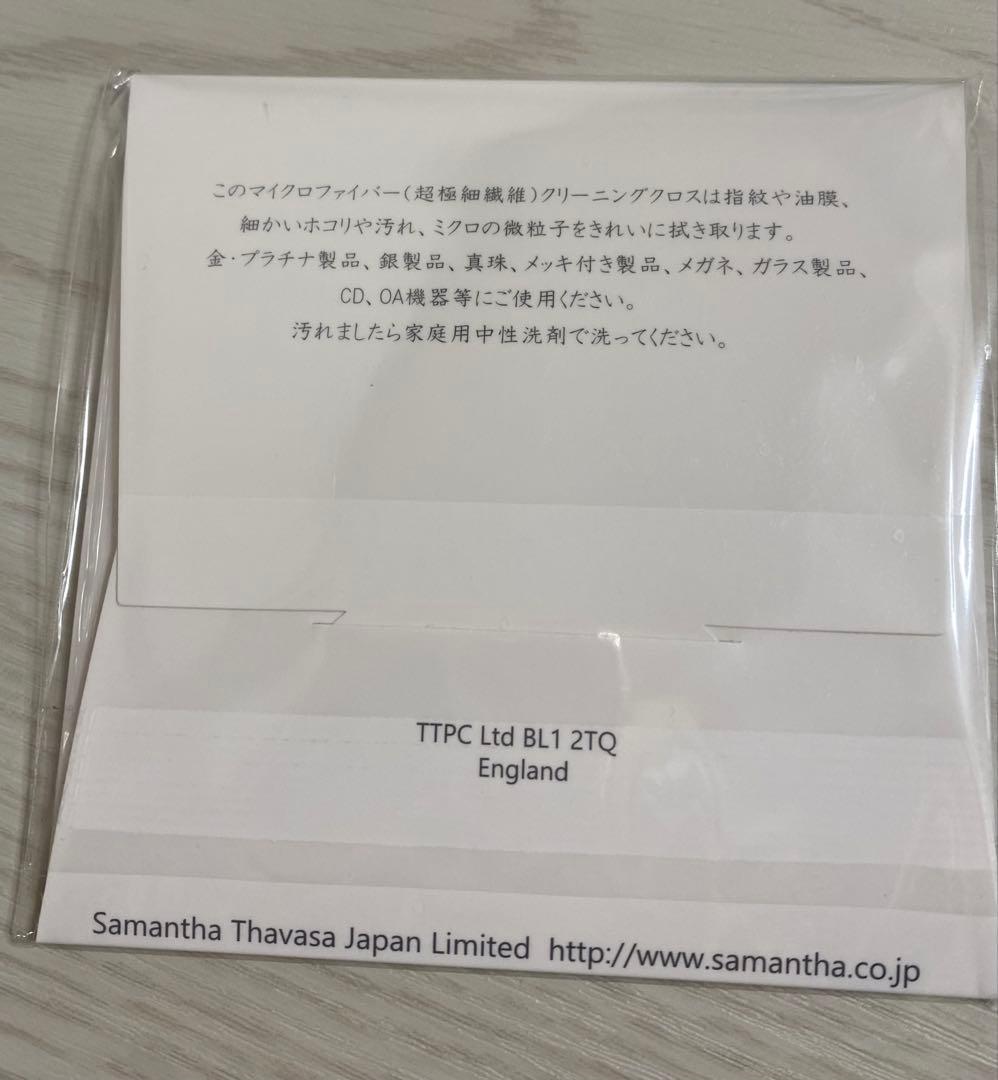 このマイクロファイバー(超極細繊維)クリーニングクロスは指紋や油膜、
細かいホコリや汚れ、ミクロの微粒子をきれいに拭き取ります。
金・プラチナ製品、銀製品、真珠、メッキ付き製品、メガネ、ガラス製品、
CD、OA機器等にご使用ください。
汚れましたら家庭用中性洗剤で洗ってください。
TTPC Ltd BL1 2TQ
England
Samantha Thavasa Japan Limited http://www.samantha.co.jp